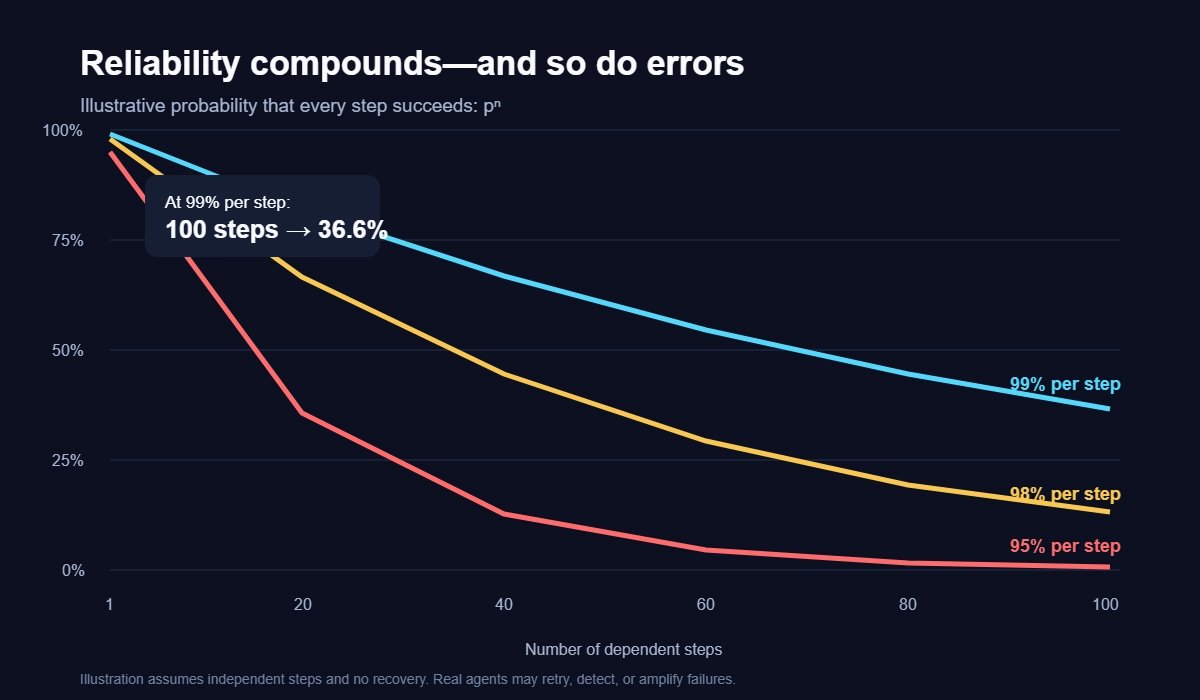 Reliability compounds—and so do errors
Illustrative probability that every step succeeds: pⁿ
100%
At 99% per step:
100 steps → 36.6%
75%
50%
99% per step
25%
98% per step
95% per step
0%
1 20 40 60 80 100
Number of dependent steps
Illustration assumes independent steps and no recovery. Real agents may retry, detect, or amplify failures.